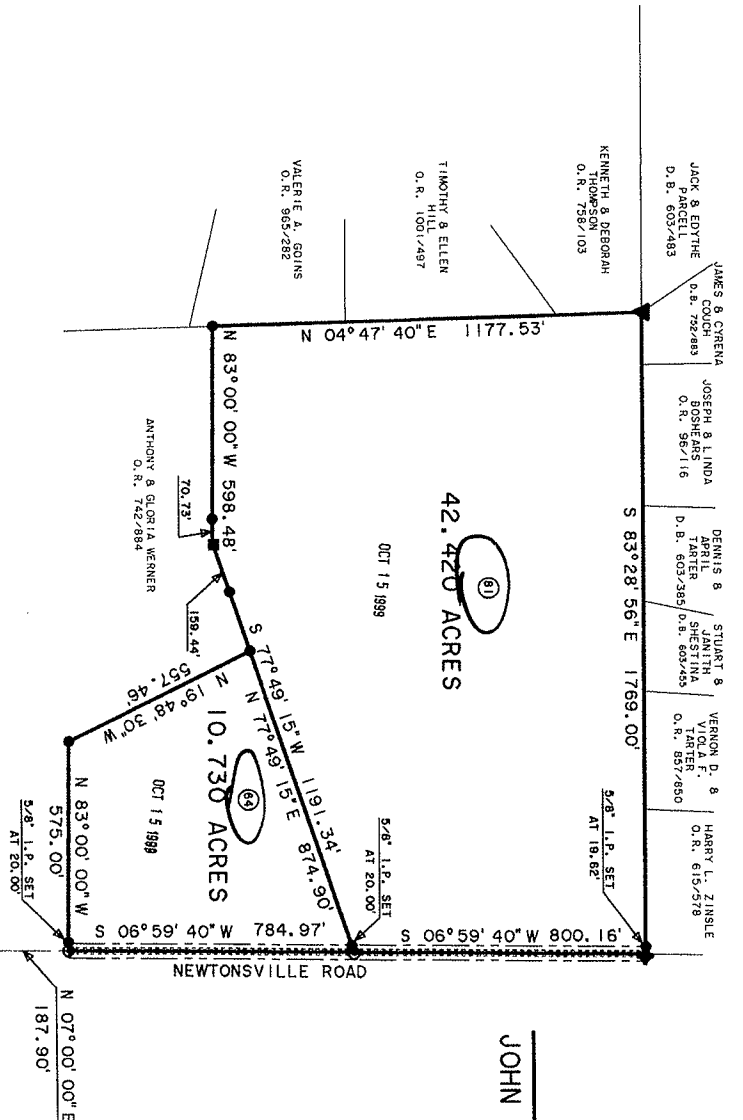 JACK & EDYTHE
PARCELL
D.B. 603/483
JAMES & CYRENA
COUCH
D.B. 752/883
JOSEPH & LINDA
BOSHEARS
O.R. 96/116
DENNIS &
APRIL
TARTER
D.B. 603/385
STUART &
JANITH
SHESTINA
D.B. 603/455
VERNON D. &
VIOLA F.
TARTER
O.R. 857/850
HARRY L. ZINSLE
O.R. 615/578
KENNETH & DEBORAH
THOMPSON
O.R. 758/103
TIMOTHY & ELLEN
HILL
O.R. 1001/497
VALERIE A. GOINS
O.R. 965/282
S 83° 28' 56" E 1769.00'
N 04° 47' 40" E 1177.53'
5/8" I.P. SET
AT 19.62'
81
42.420 ACRES
OCT 15 1999
N 83° 00' 00" W 598.48'
70.73'
159.44'
ANTHONY & GLORIA WERNER
O.R. 742/884
S 77° 49' 15" W 1191.34'
N 77° 49' 15" E 874.90'
5/8" I.P. SET
AT 20.00'
S 06° 59' 40" W 800.16'
N 19° 48' 30" W
557.46'
64
10.730 ACRES
OCT 15 1999
N 83° 00' 00" W
575.00'
5/8" I.P. SET
AT 20.00'
S 06° 59' 40" W 784.97'
NEWTONSVILLE ROAD
N 07° 00' 00" E
187.90'
JOHN